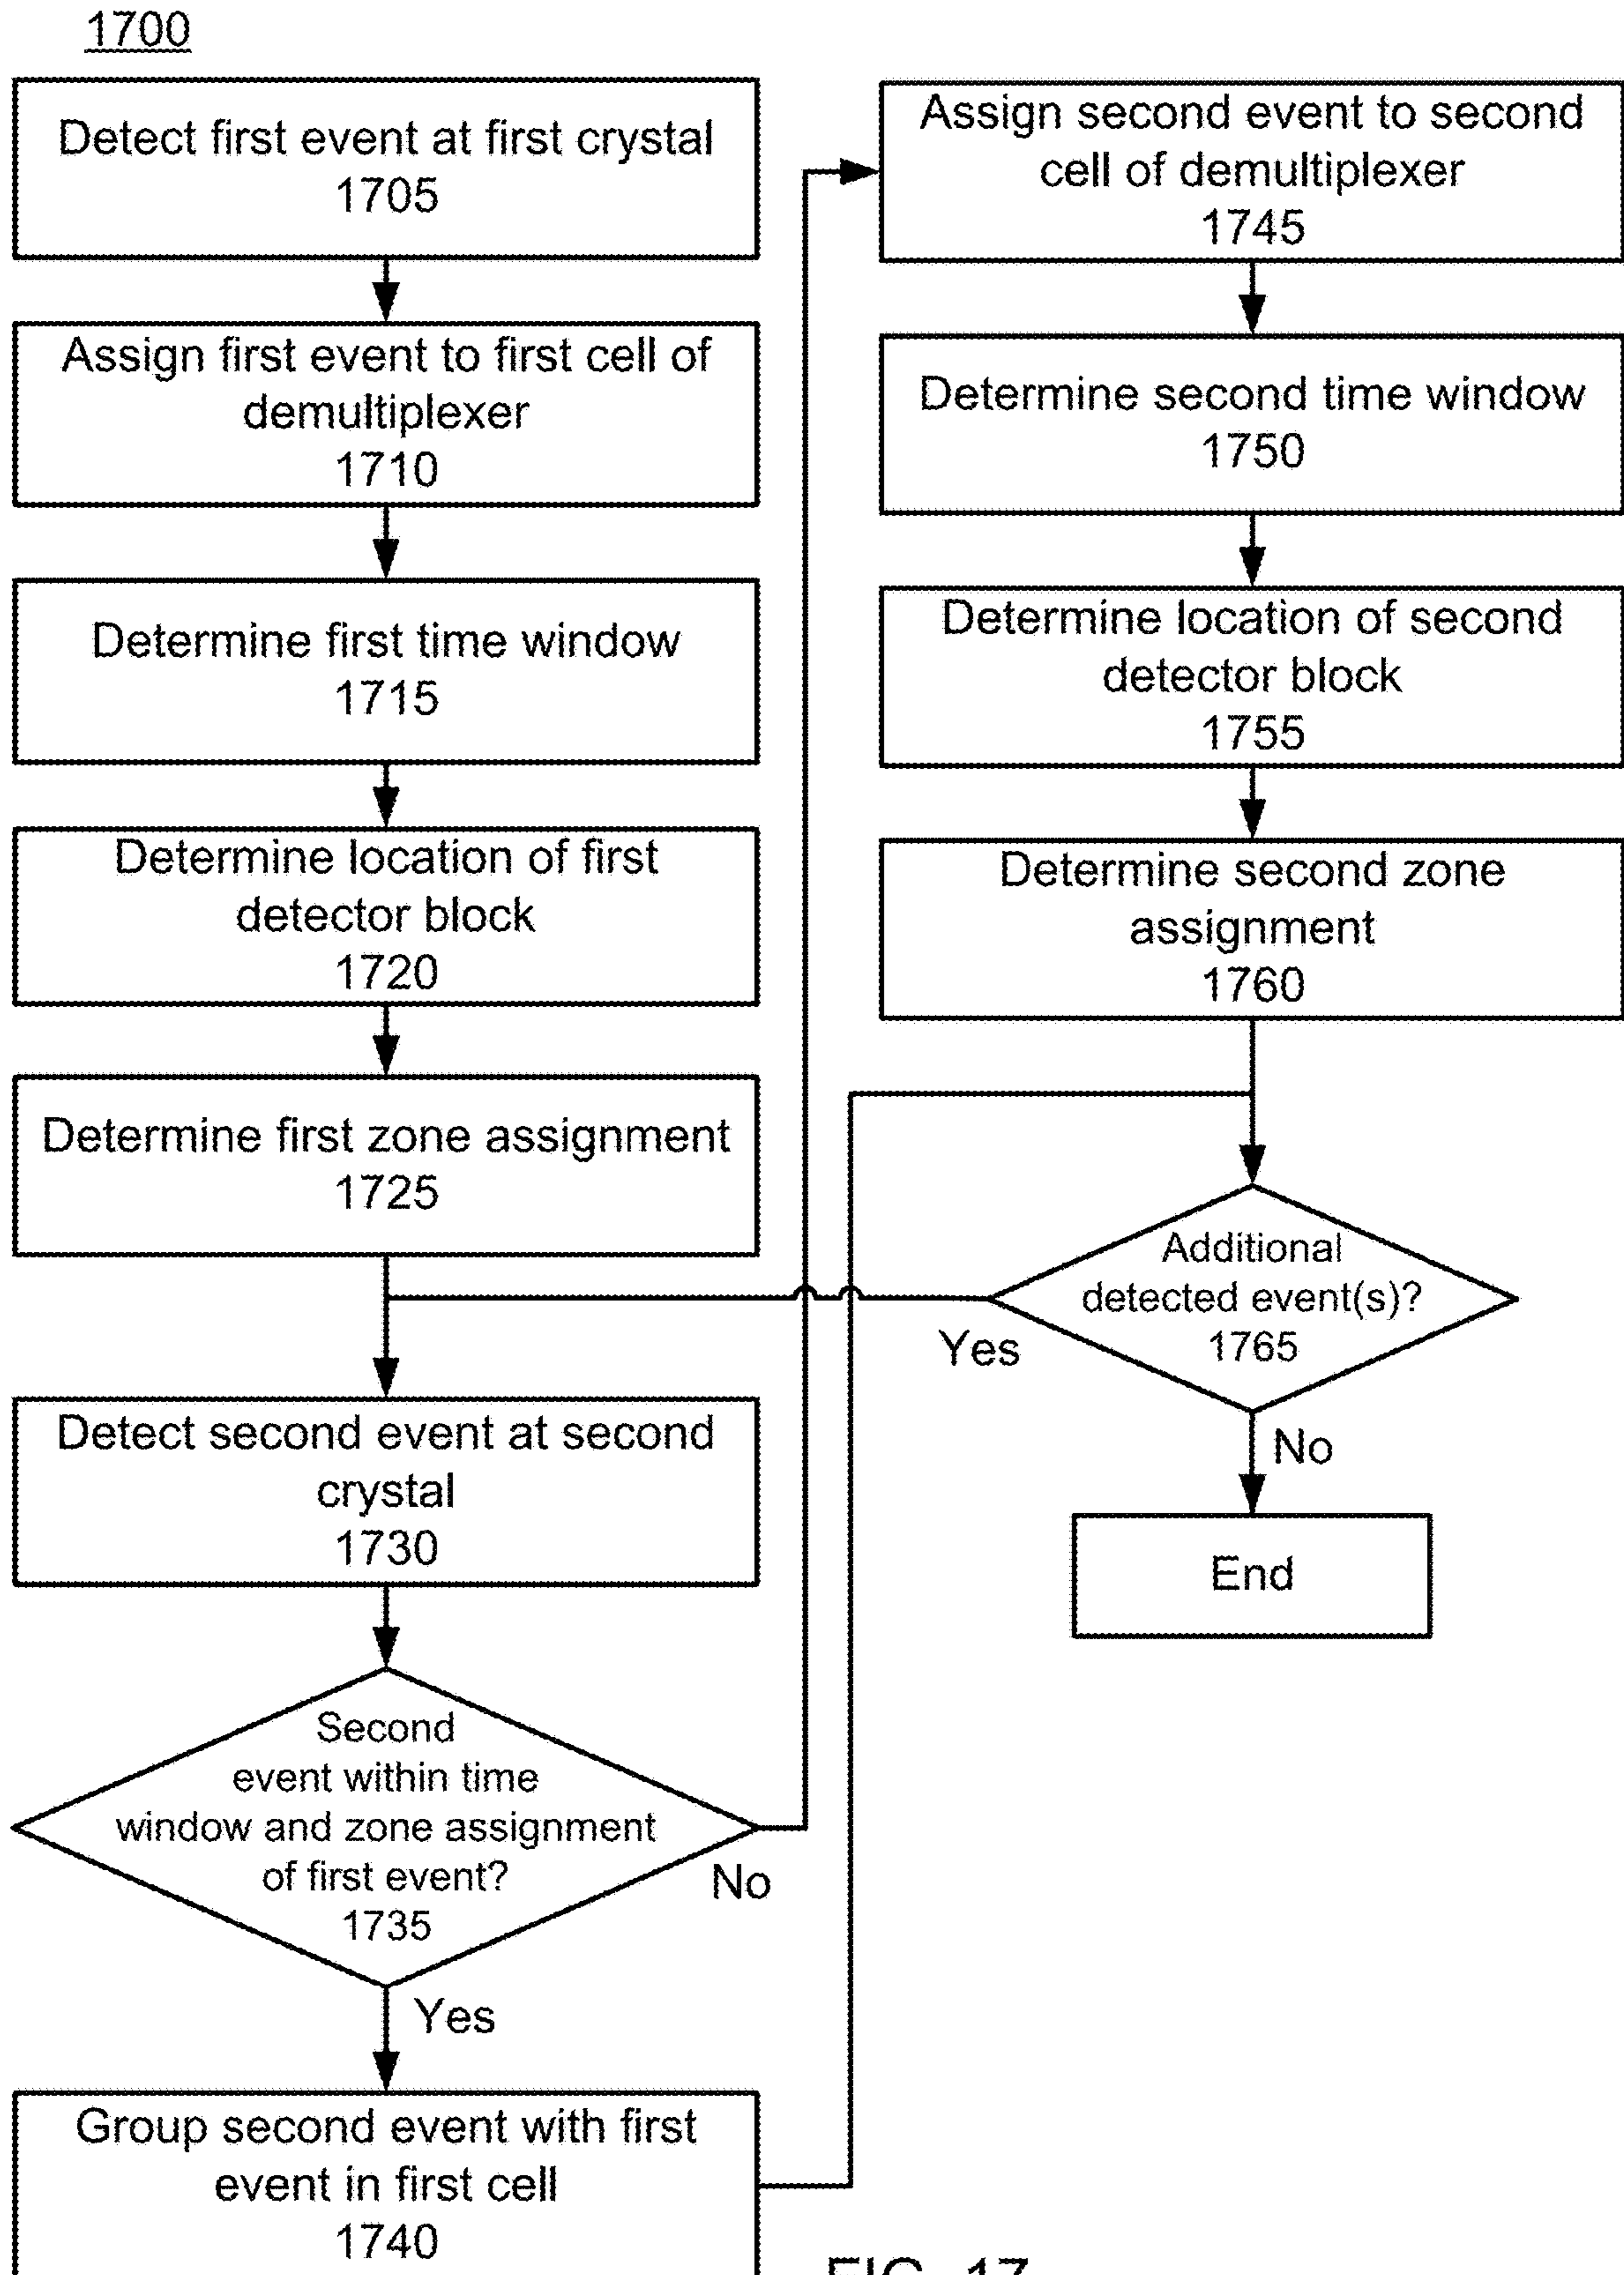 1700
Detect first event at first crystal
1705
Assign first event to first cell of
demultiplexer
1710
Determine first time window
1715
Determine location of first
detector block
1720
Determine first zone assignment
1725
Detect second event at second
crystal
1730
Second
event within time
window and zone assignment
of first event?
1735
No
Yes
Group second event with first
event in first cell
1740
Assign second event to second
cell of demultiplexer
1745
Determine second time window
1750
Determine location of second
detector block
1755
Determine second zone
assignment
1760
Additional
detected event(s)?
1765
Yes
No
End
FIG. 17